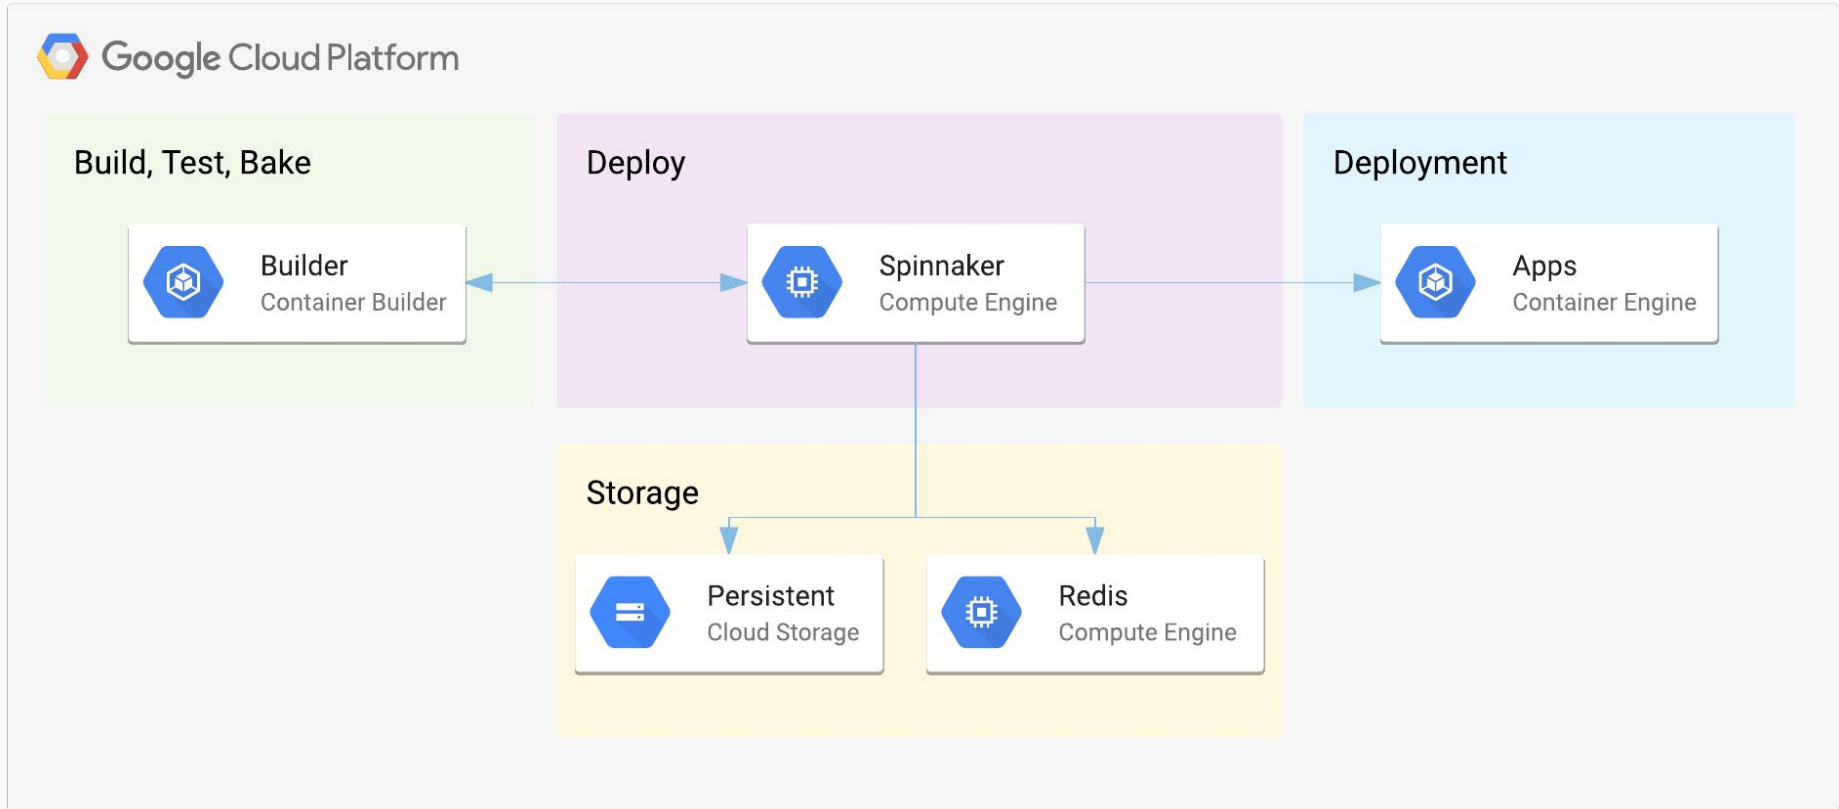 Google Cloud Platform
Build, Test, Bake
Builder
Container Builder
Deploy
Spinnaker
Compute Engine
Deployment
Apps
Container Engine
Storage
Persistent
Cloud Storage
Redis
Compute Engine